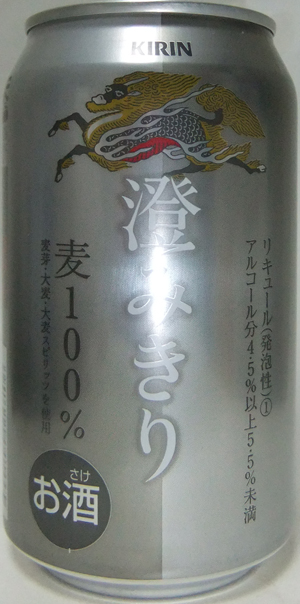 KIRIN
澄みきり
リキュール(発泡性)①
アルコール分4.5%以上5.5%未満
麦100%
麦芽・大麦・大麦スピリッツを使用
さけ
お酒